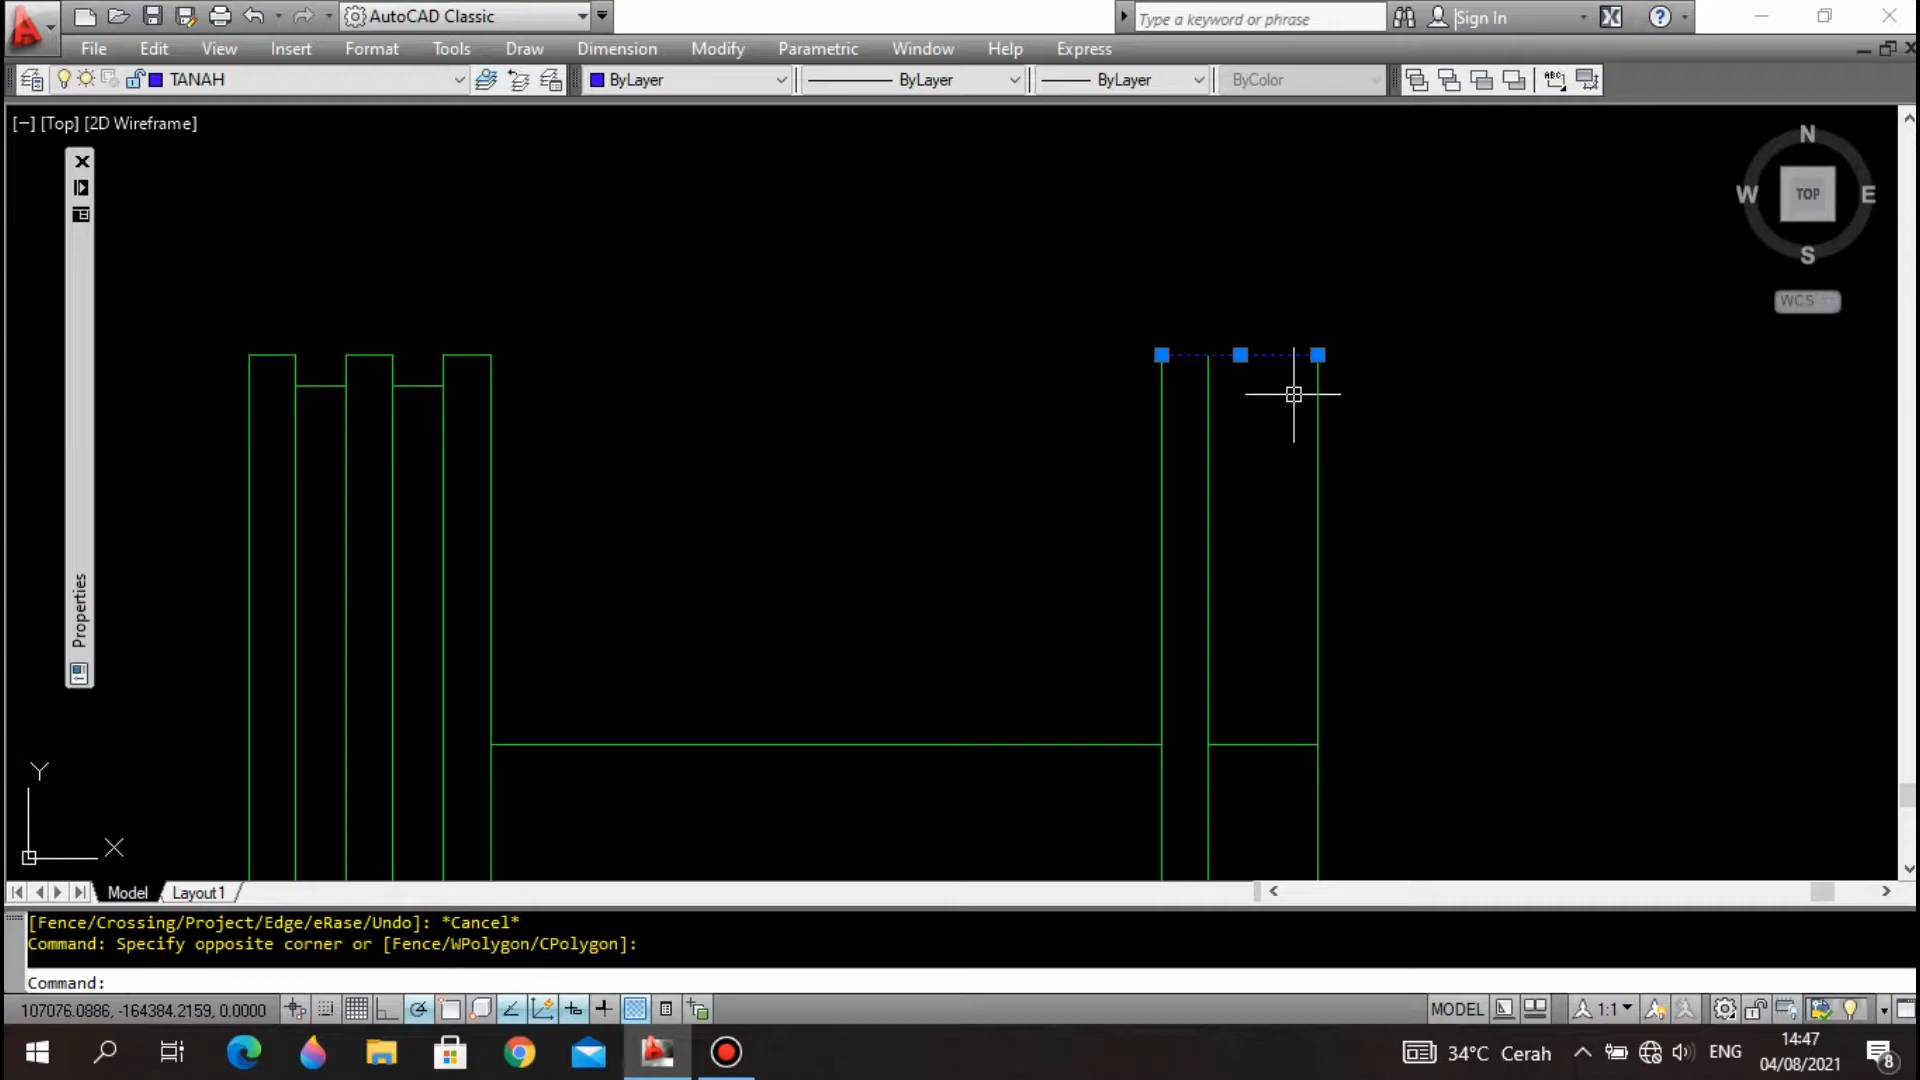 AutoCAD Classic
Type a keyword or phrase
Sign In
File Edit View Insert Format Tools Draw Dimension Modify Parametric Window Help Express
TANAH
ByLayer
ByLayer
ByLayer
ByColor
[−] [Top] [2D Wireframe]
N
W TOP E
S
WCS
Properties
Y
X
Model Layout1
[Fence/Crossing/Project/Edge/eRase/Undo]: *Cancel*
Command: Specify opposite corner or [Fence/WPolygon/CPolygon]:
Command:
107076.0886, -164384.2159, 0.0000
MODEL
1:1
34°C Cerah
ENG
14:47
04/08/2021
8